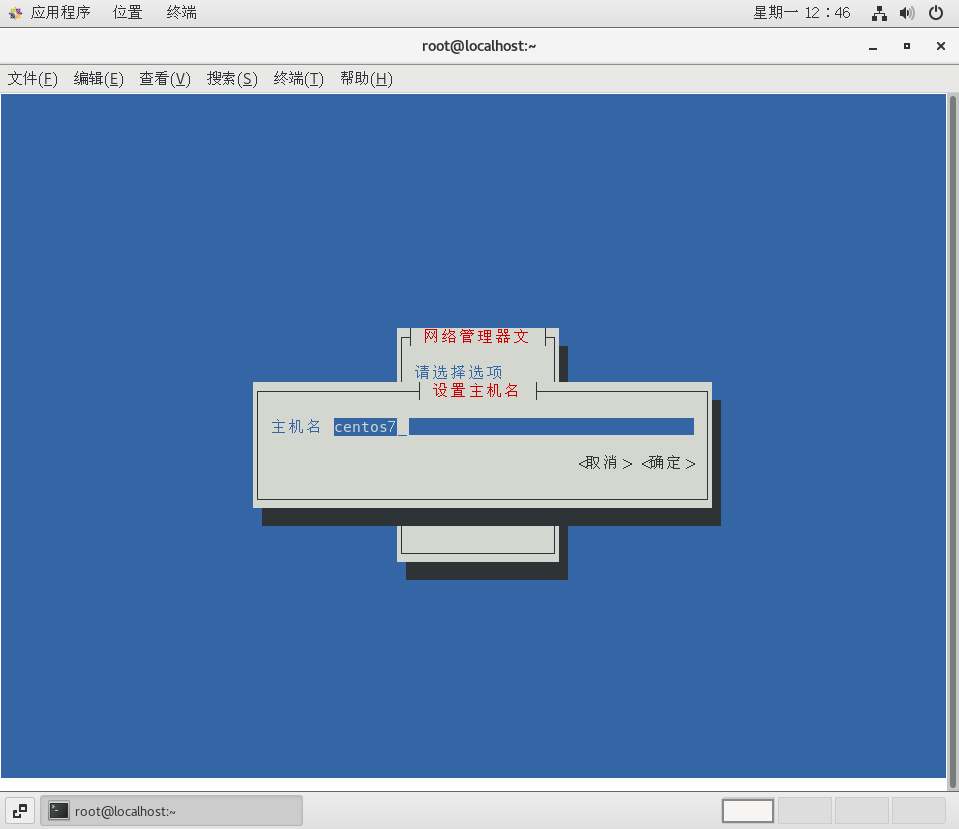 应用程序 位置 终端 星期一 12:46
root@localhost:~
文件(F) 编辑(E) 查看(V) 搜索(S) 终端(T) 帮助(H)
网络管理器文
请选择选项
设置主机名
主机名 centos7_
<取消> <确定>
root@localhost:~